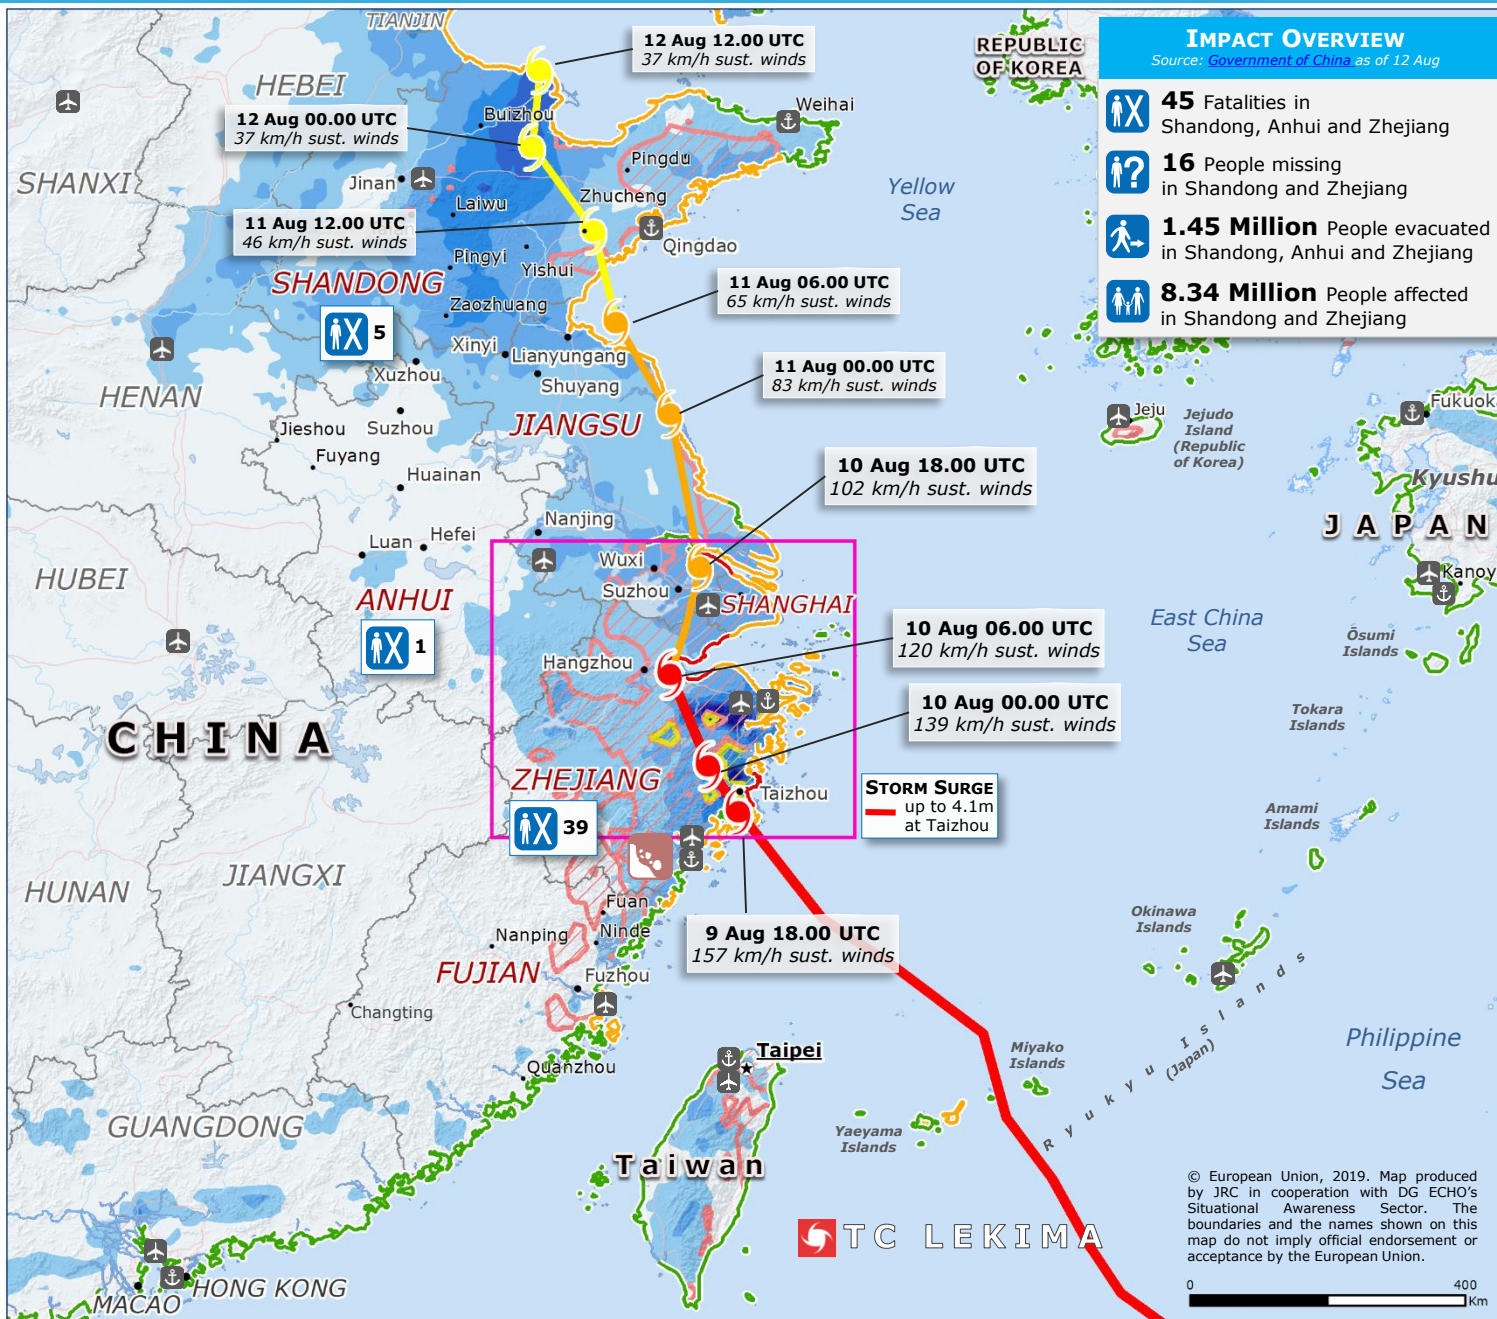 TIANJIN
12 Aug 12.00 UTC
37 km/h sust. winds
REPUBLIC
OF KOREA
IMPACT OVERVIEW
Source: Government of China as of 12 Aug
45 Fatalities in
Shandong, Anhui and Zhejiang
16 People missing
in Shandong and Zhejiang
1.45 Million People evacuated
in Shandong, Anhui and Zhejiang
8.34 Million People affected
in Shandong and Zhejiang
HEBEI
Buizhou
Weihai
12 Aug 00.00 UTC
37 km/h sust. winds
SHANXI
Jinan
Pingdu
Yellow
Sea
Laiwu
Zhucheng
11 Aug 12.00 UTC
46 km/h sust. winds
Qingdao
Pingyi
Yishui
SHANDONG
5
11 Aug 06.00 UTC
65 km/h sust. winds
Zaozhuang
Xinyi
Lianyungang
Xuzhou
Shuyang
HENAN
11 Aug 00.00 UTC
83 km/h sust. winds
Jieshou
Suzhou
JIANGSU
Fuyang
Huainan
Jeju
Jejudo
Island
(Republic
of Korea)
Fukuoka
Kyushu
10 Aug 18.00 UTC
102 km/h sust. winds
JAPAN
Nanjing
Luan
Hefei
Wuxi
Suzhou
SHANGHAI
Kanoy
HUBEI
ANHUI
1
East China
Sea
Ōsumi
Islands
10 Aug 06.00 UTC
120 km/h sust. winds
Hangzhou
10 Aug 00.00 UTC
139 km/h sust. winds
Tokara
Islands
CHINA
ZHEJIANG
39
Taizhou
STORM SURGE
up to 4.1m
at Taizhou
Amami
Islands
HUNAN
JIANGXI
Fuan
Nanping
Ninde
9 Aug 18.00 UTC
157 km/h sust. winds
Okinawa
Islands
FUJIAN
Fuzhou
Changting
Ryukyu Islands
(Japan)
Philippine
Sea
Quanzhou
Taipei
Miyako
Islands
GUANGDONG
Yaeyama
Islands
Taiwan
TC LEKIMA
HONG KONG
MACAO
© European Union, 2019. Map produced
by JRC in cooperation with DG ECHO's
Situational Awareness Sector. The
boundaries and the names shown on this
map do not imply official endorsement or
acceptance by the European Union.
0 400
Km